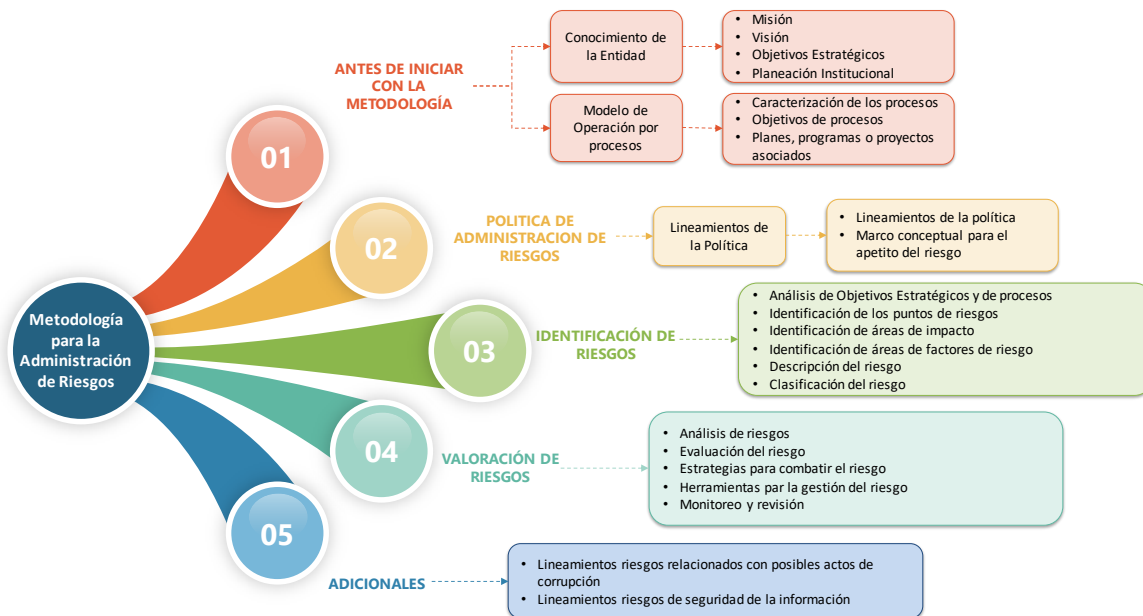 Metodología
para la
Administración
de Riesgos
01
ANTES DE INICIAR
CON LA
METODOLOGÍA
Conocimiento de
la Entidad
• Misión
• Visión
• Objetivos Estratégicos
• Planeación Institucional
Modelo de
Operación por
procesos
• Caracterización de los procesos
• Objetivos de procesos
• Planes, programas o proyectos
asociados
02
POLITICA DE
ADMINISTRACION DE
RIESGOS
Lineamientos de
la Política
• Lineamientos de la política
• Marco conceptual para el
apetito del riesgo
03
IDENTIFICACIÓN DE
RIESGOS
• Análisis de Objetivos Estratégicos y de procesos
• Identificación de los puntos de riesgos
• Identificación de áreas de impacto
• Identificación de áreas de factores de riesgo
• Descripción del riesgo
• Clasificación del riesgo
04
VALORACIÓN DE
RIESGOS
• Análisis de riesgos
• Evaluación del riesgo
• Estrategias para combatir el riesgo
• Herramientas par la gestión del riesgo
• Monitoreo y revisión
05
ADICIONALES
• Lineamientos riesgos relacionados con posibles actos de
corrupción
• Lineamientos riesgos de seguridad de la información